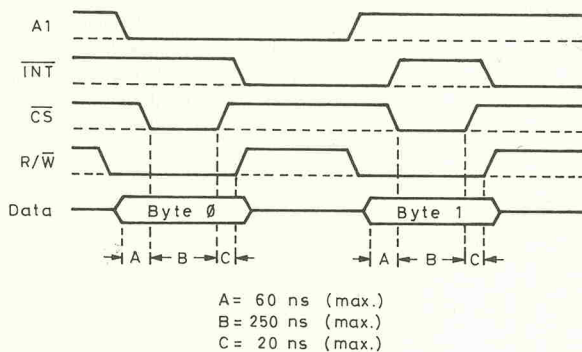 A1
INT
CS
R/W
Data Byte Ø Byte 1
A B C A B C
A = 60 ns (max.)
B = 250 ns (max.)
C = 20 ns (max.)